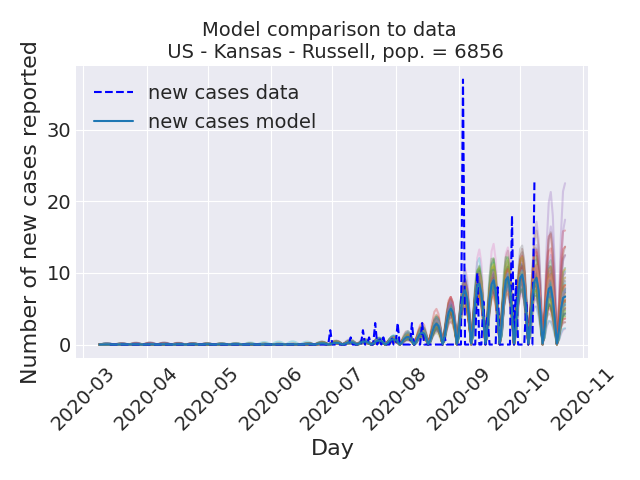 Model comparison to data
US - Kansas - Russell, pop. = 6856
Number of new cases reported
new cases data
new cases model
30
20
10
0
2020-03
2020-04
2020-05
2020-06
2020-07
2020-08
2020-09
2020-10
2020-11
Day